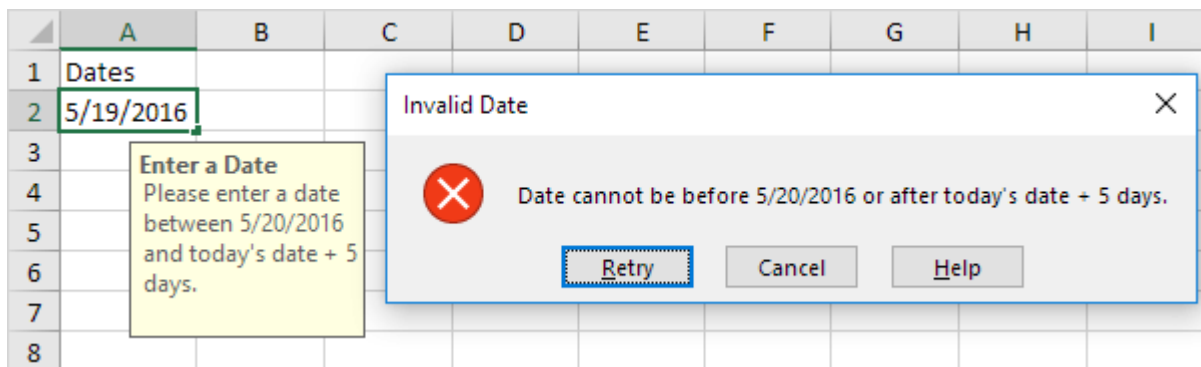 A B C D E F G H I
1 Dates
2 5/19/2016
Invalid Date
3
Enter a Date
4 Please enter a date
between 5/20/2016
5
and today's date + 5
6
days.
7
8
Date cannot be before 5/20/2016 or after today's date + 5 days.
Retry Cancel Help